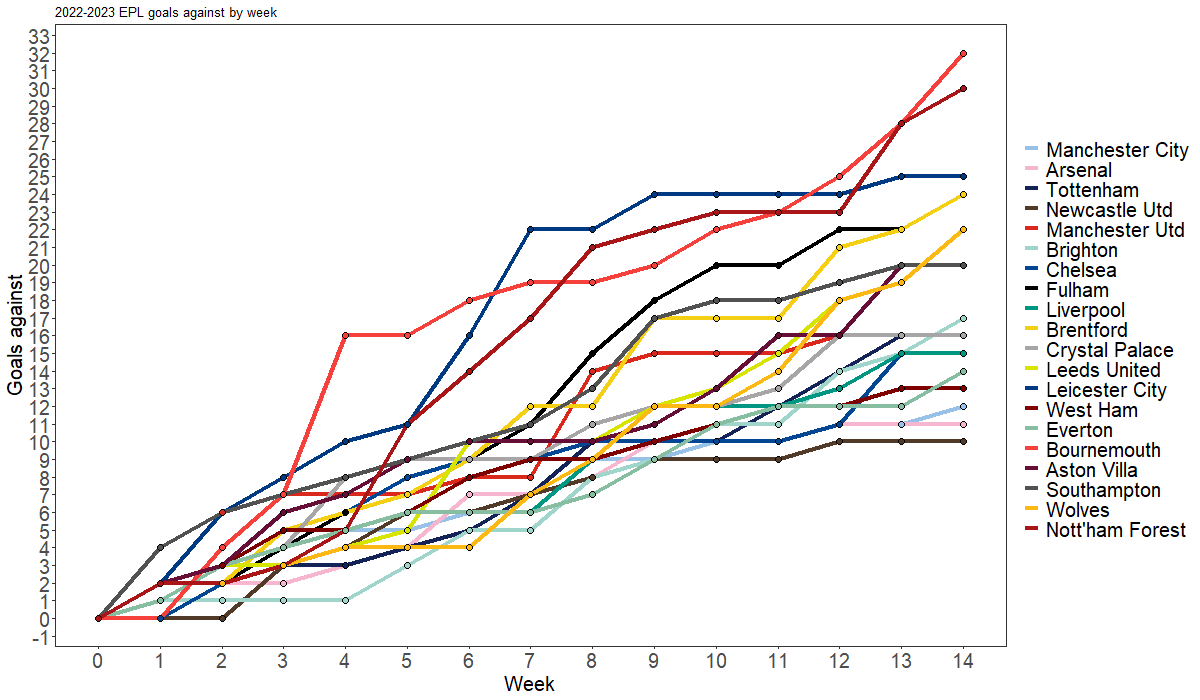 2022-2023 EPL goals against by week
Goals against
33
32
31
30
29
28
27
26
25
24
23
22
21
20
19
18
17
16
15
14
13
12
11
10
9
8
7
6
5
4
3
2
1
0
-1
0 1 2 3 4 5 6 7 8 9 10 11 12 13 14
Week
Manchester City
Arsenal
Tottenham
Newcastle Utd
Manchester Utd
Brighton
Chelsea
Fulham
Liverpool
Brentford
Crystal Palace
Leeds United
Leicester City
West Ham
Everton
Bournemouth
Aston Villa
Southampton
Wolves
Nott'ham Forest